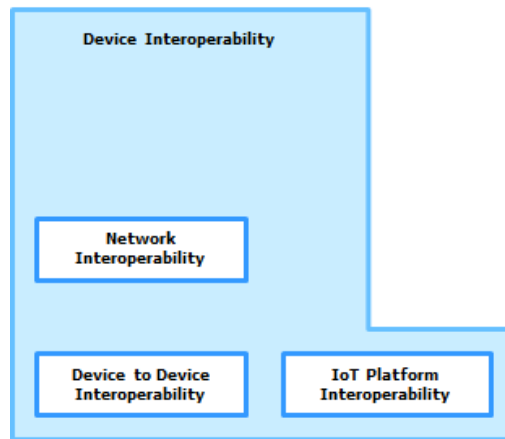 Device Interoperability
Network
Interoperability
Device to Device
Interoperability
IoT Platform
Interoperability